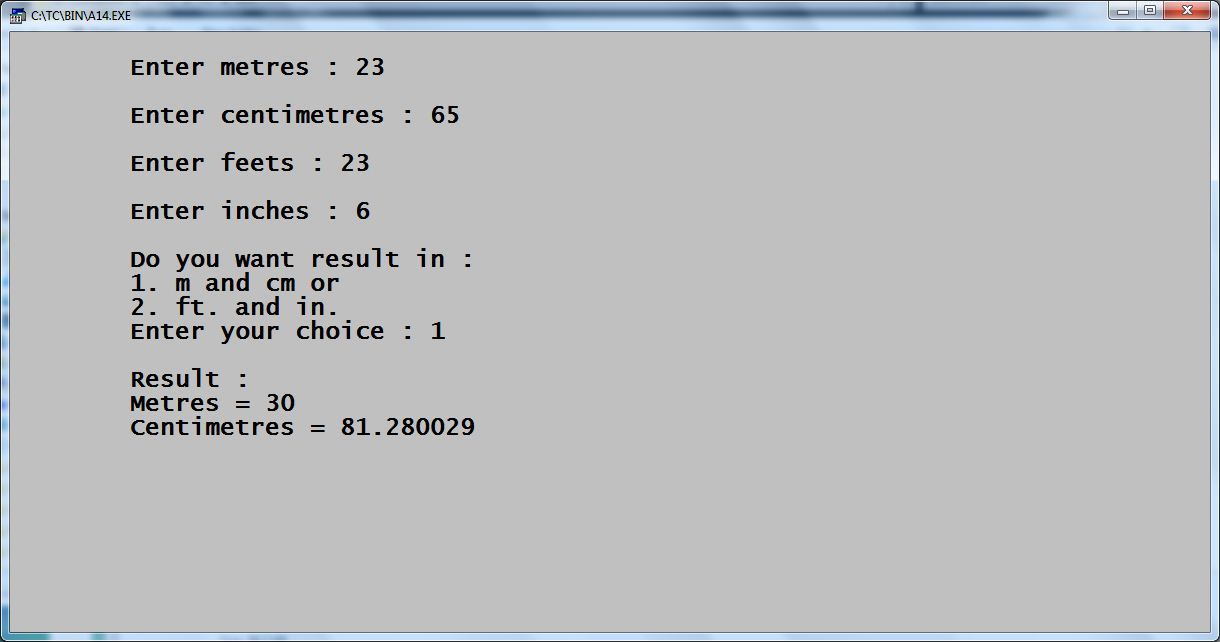 C:\TC\BIN\A14.EXE
Enter metres : 23
Enter centimetres : 65
Enter feets : 23
Enter inches : 6
Do you want result in :
1. m and cm or
2. ft. and in.
Enter your choice : 1
Result :
Metres = 30
Centimetres = 81.280029